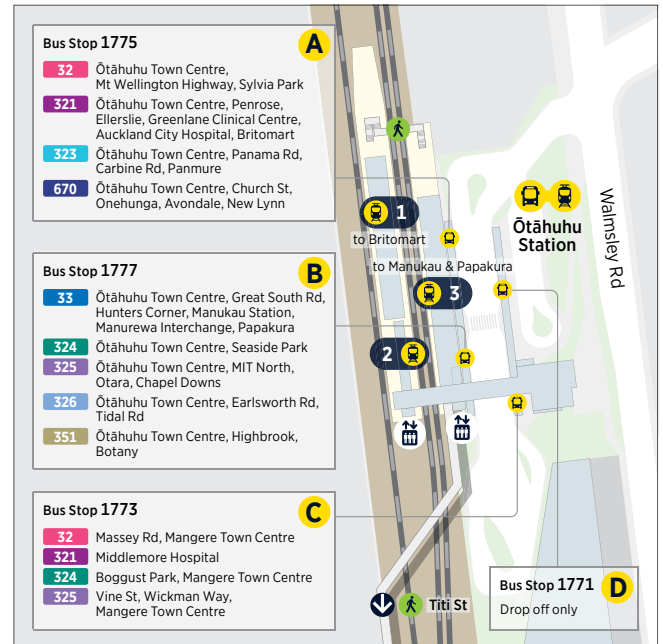 Bus Stop 1775
A
32 Ōtāhuhu Town Centre,
Mt Wellington Highway, Sylvia Park
321 Ōtāhuhu Town Centre, Penrose,
Ellerslie, Greenlane Clinical Centre,
Auckland City Hospital, Britomart
323 Ōtāhuhu Town Centre, Panama Rd,
Carbine Rd, Panmure
670 Ōtāhuhu Town Centre, Church St,
Onehunga, Avondale, New Lynn
Bus Stop 1777
B
33 Ōtāhuhu Town Centre, Great South Rd,
Hunters Corner, Manukau Station,
Manurewa Interchange, Papakura
324 Ōtāhuhu Town Centre, Seaside Park
325 Ōtāhuhu Town Centre, MIT North,
Otara, Chapel Downs
326 Ōtāhuhu Town Centre, Earlsworth Rd,
Tidal Rd
351 Ōtāhuhu Town Centre, Highbrook,
Botany
Bus Stop 1773
C
32 Massey Rd, Mangere Town Centre
321 Middlemore Hospital
324 Boggust Park, Mangere Town Centre
325 Vine St, Wickman Way,
Mangere Town Centre
1
to Britomart
to Manukau & Papakura
3
2
Ōtāhuhu
Station
Walmsley Rd
Titi St
Bus Stop 1771
D
Drop off only